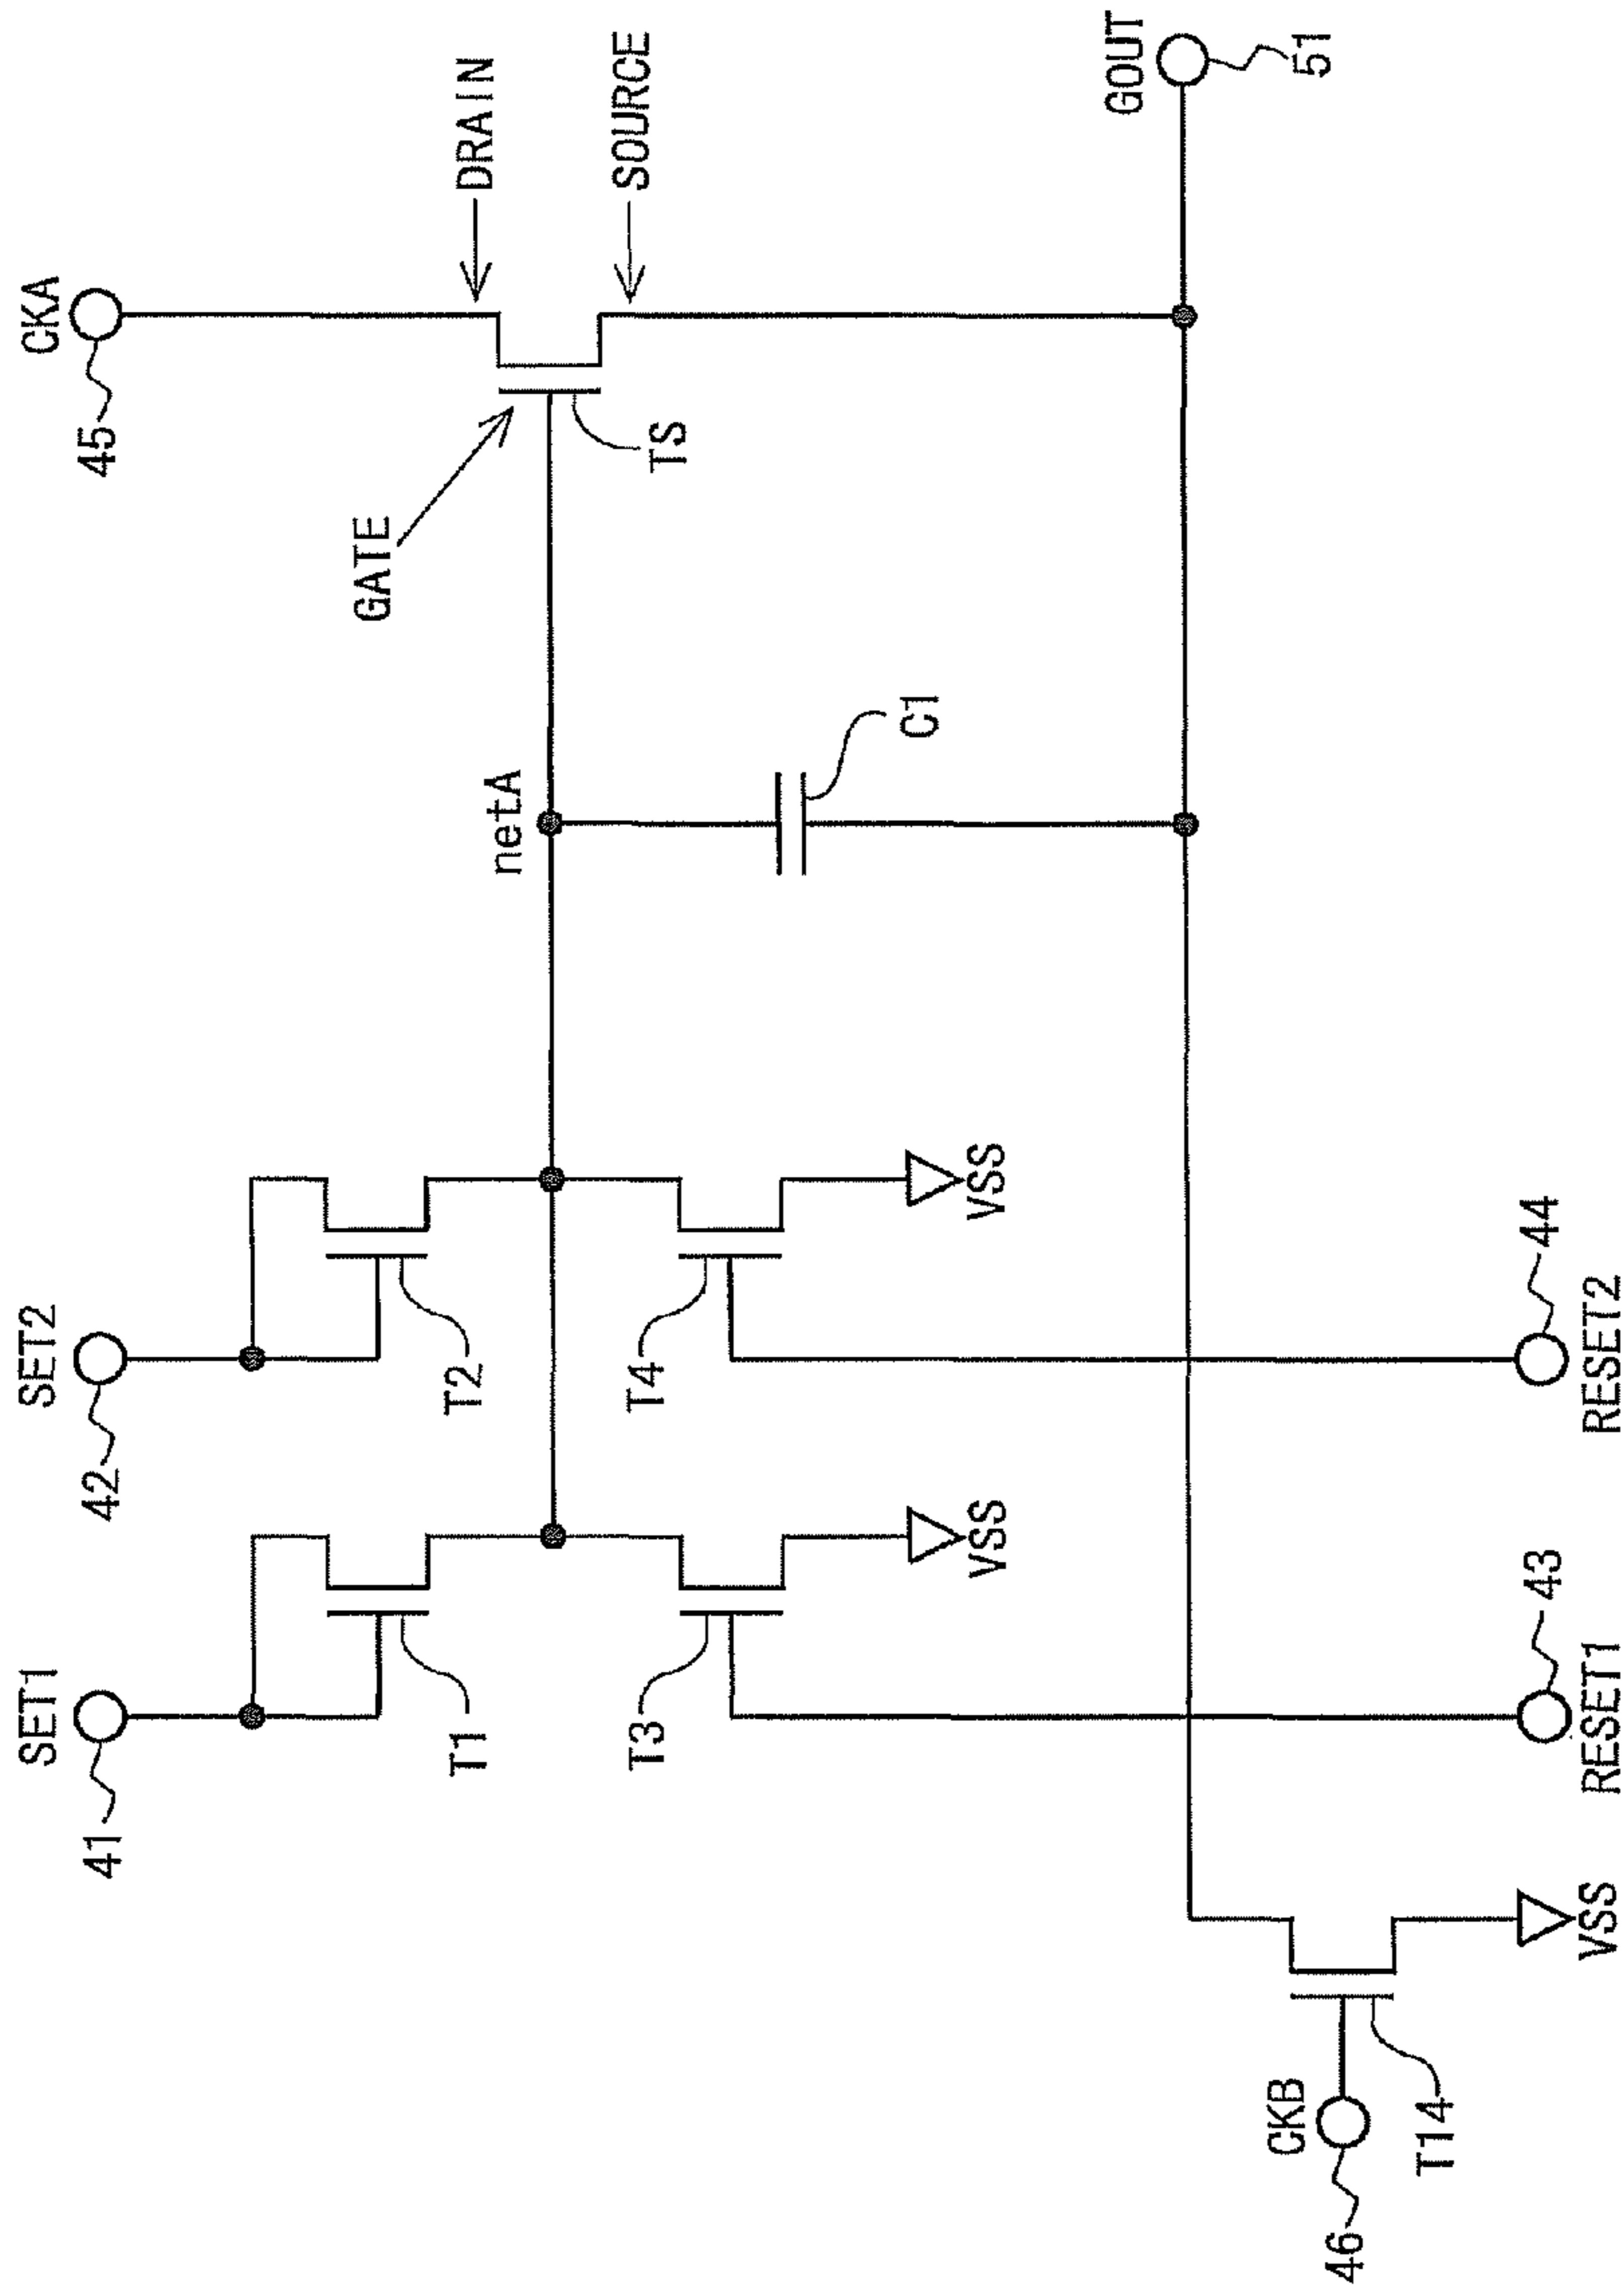 SET1
41
SET2
42
CKA
45
DRAIN
SOURCE
GATE
TS
netA
C1
T1
T2
T3
T4
VSS
VSS
GOUT
51
CKB
46
T14
VSS
RESET1
43
RESET2
44